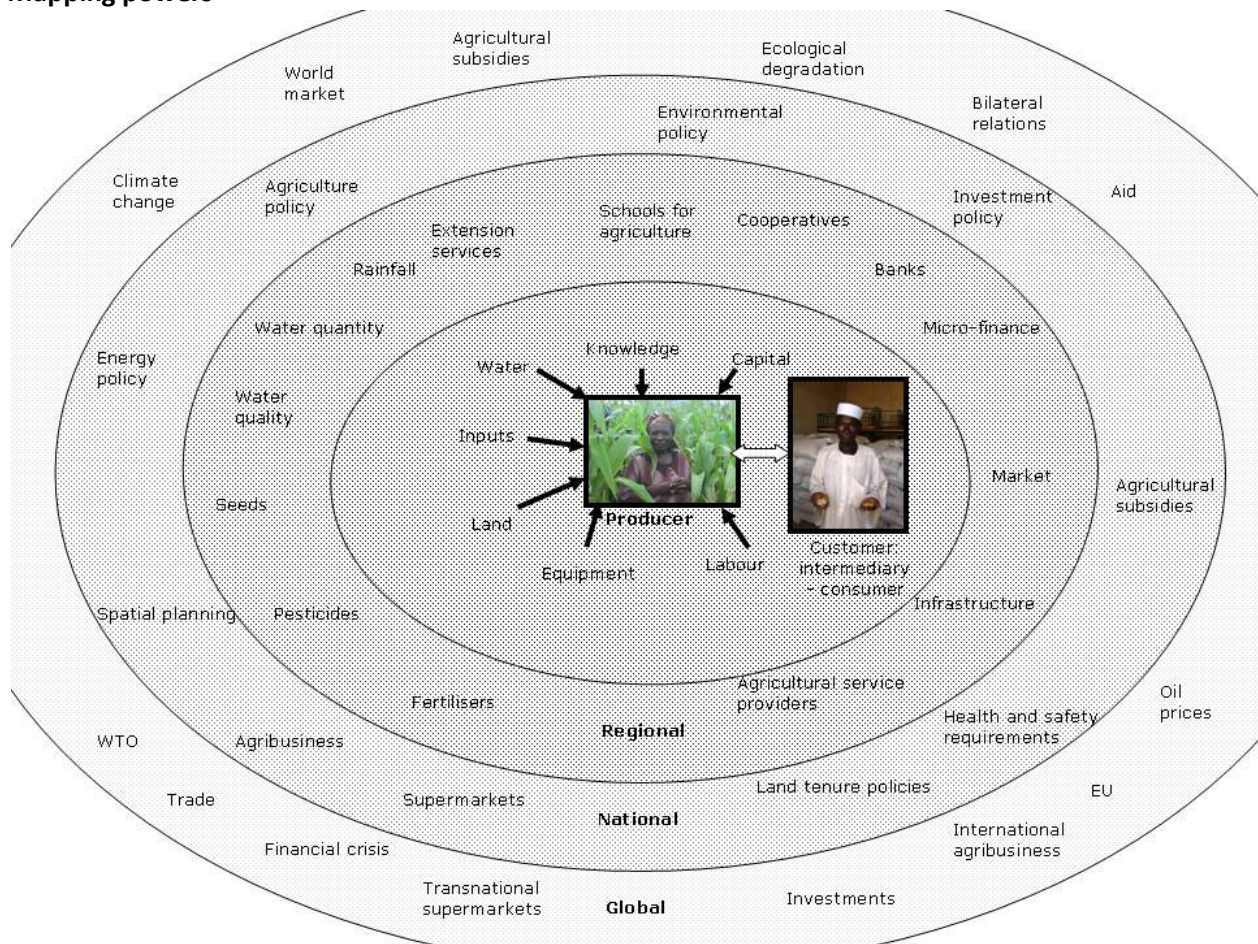 Agricultural
subsidies
Ecological
degradation
World
market
Bilateral
relations
Environmental
policy
Climate
change
Agriculture
policy
Investment
policy
Aid
Schools for
agriculture
Cooperatives
Extension
services
Rainfall
Banks
Water quantity
Micro-finance
Energy
policy
Knowledge
Capital
Water
Water
quality
Inputs
Market
Seeds
Agricultural
subsidies
Land
Producer
Equipment
Labour
Customer:
intermediary
- consumer
Spatial planning
Pesticides
Infrastructure
Fertilisers
Agricultural service
providers
Oil
prices
Regional
Health and safety
requirements
WTO
Agribusiness
EU
Trade
Supermarkets
Land tenure policies
National
Financial crisis
International
agribusiness
Transnational
supermarkets
Global
Investments